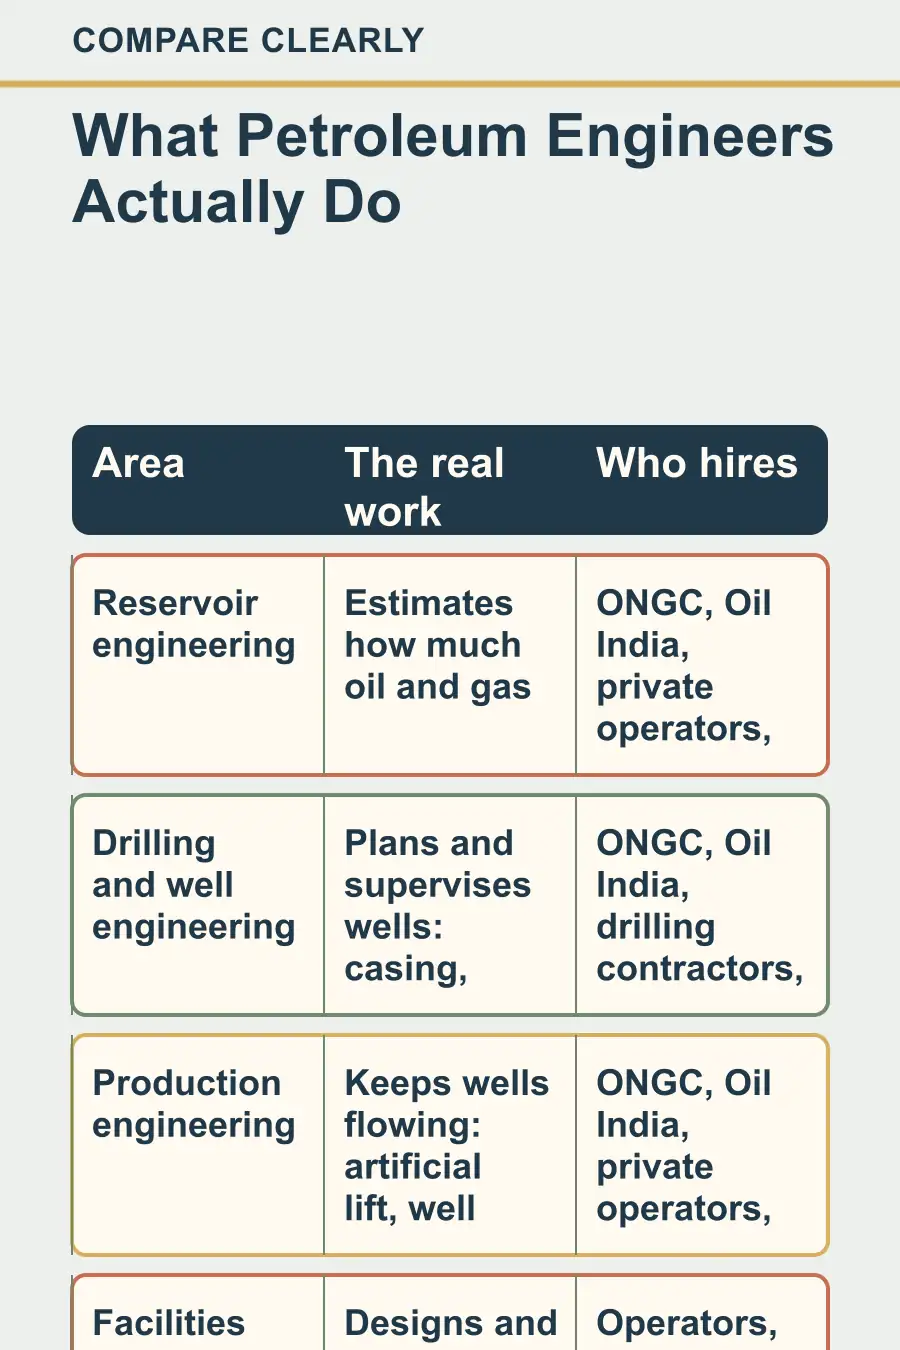 COMPARE CLEARLY
What Petroleum Engineers
Actually Do
Area
The real
work
Who hires
Reservoir
engineering
Estimates
how much
oil and gas
ONGC, Oil
India,
private
operators,
Drilling
and well
engineering
Plans and
supervises
wells:
casing,
ONGC, Oil
India,
drilling
contractors,
Production
engineering
Keeps wells
flowing:
artificial
lift, well
ONGC, Oil
India,
private
operators,
Facilities
Designs and
Operators,